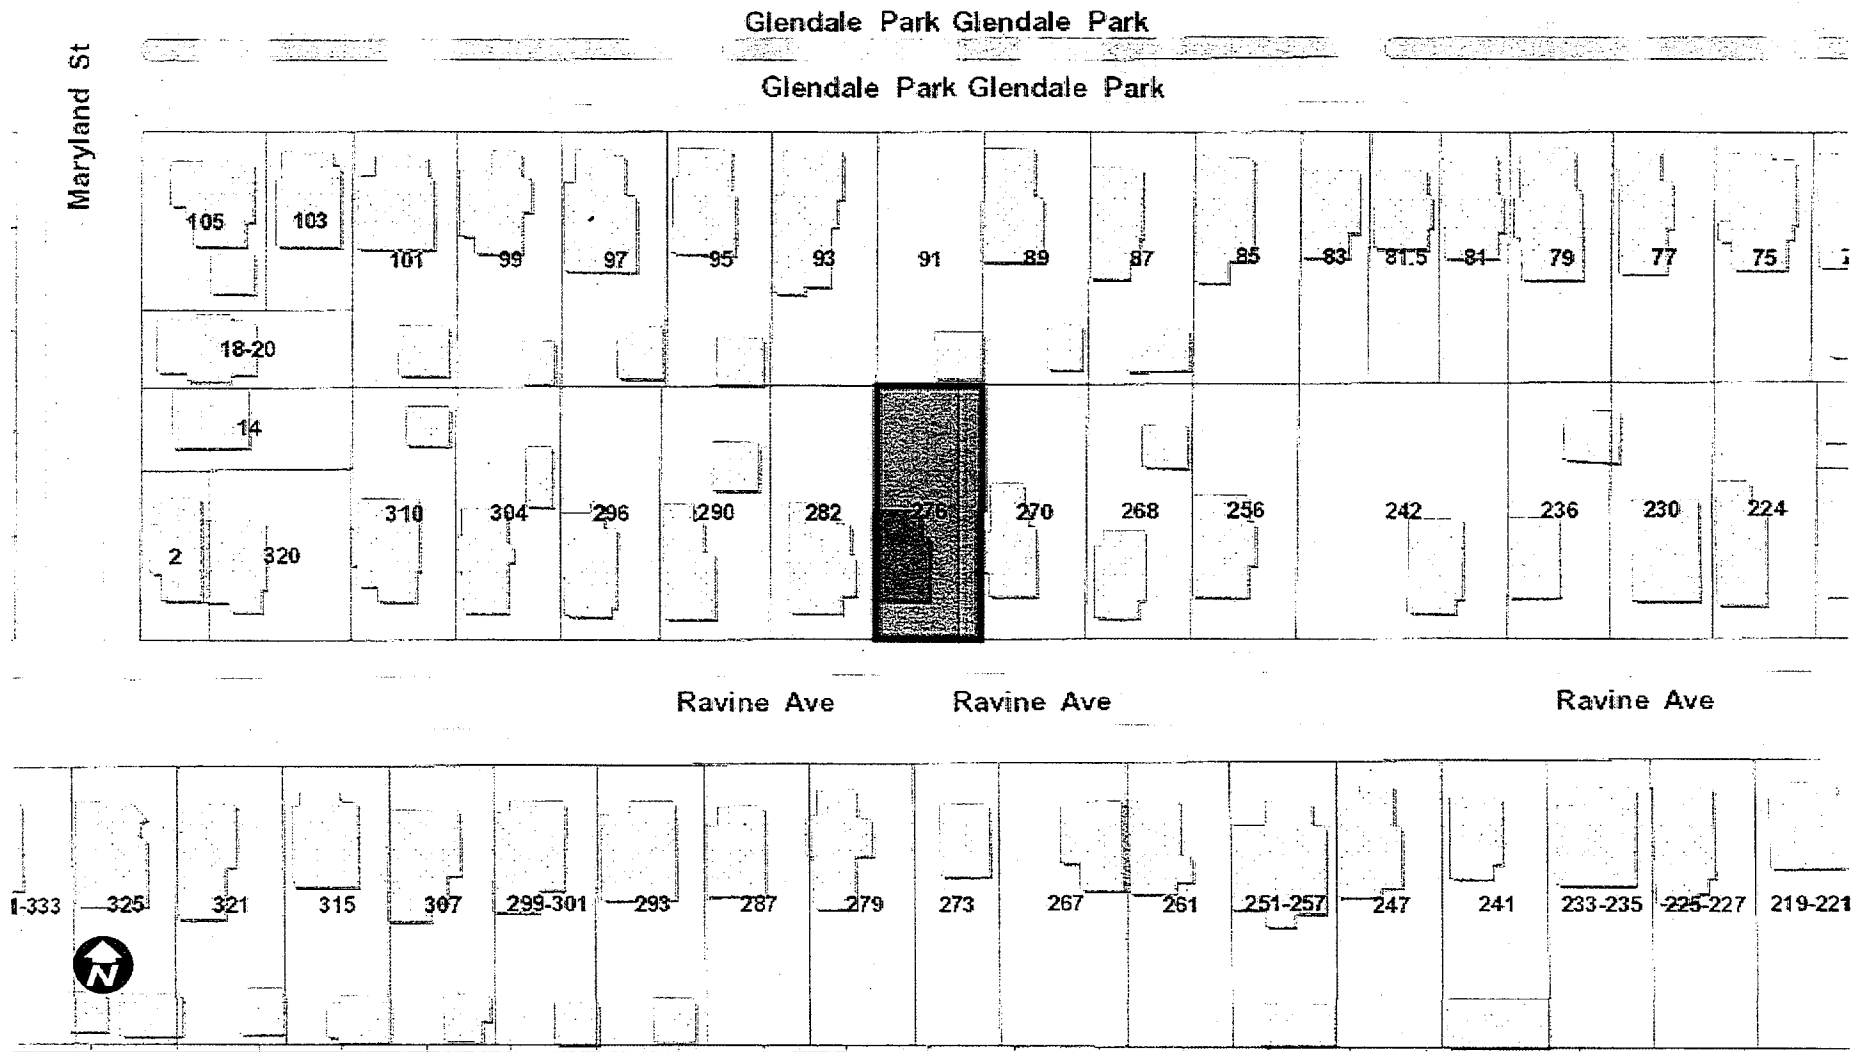 Glendale Park Glendale Park
Maryland St
Glendale Park Glendale Park
105 103 101 99 97 95 93 91 89 87 85 83 81.5 81 79 77 75
18-20
14
310 304 296 290 282 276 270 268 256 242 236 230 224
2 320
Ravine Ave Ravine Ave Ravine Ave
1-333 325 321 315 307 299-301 293 287 279 273 267 261 251-257 247 241 233-235 225-227 219-221
N